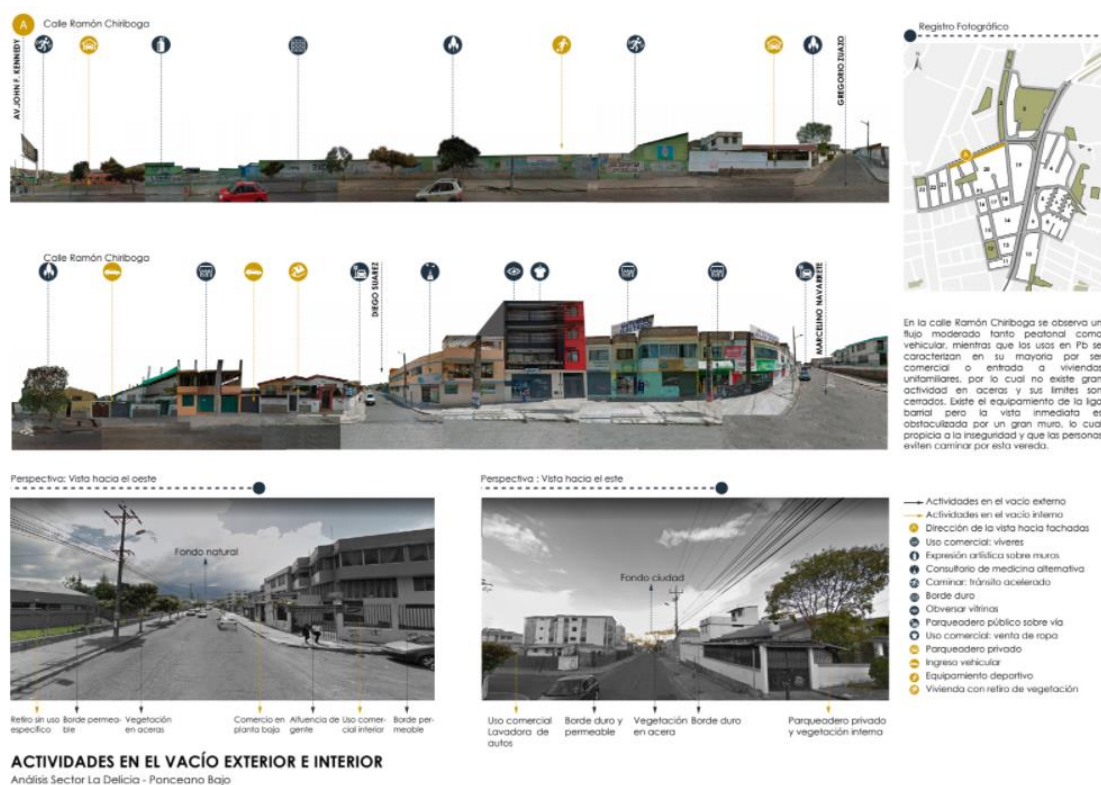 A
Calle Ramón Chiriboga
AV. JOHN F. KENNEDY
GREGORIO ZUAZO
Registro Fotográfico
A
Calle Ramón Chiriboga
DIEGO SUAREZ
MARCELINO NAVARRETE
En la calle Ramón Chiriboga se observa un
flujo moderado tanto peatonal como
vehicular, mientras que los usos en Pb se
caracterizan en su mayoria por ser
comercial o entrada a viviendas
unifamiliares, por lo cual no existe gran
actividad en aceras y sus limites son
cerrados. Existe el equipamiento de la liga
barrial pero la vista inmediata es
obstaculizada por un gran muro, lo cual
propicia a la inseguridad y que las personas
eviten caminar por esta vereda.
Perspectiva: Vista hacia el oeste
Perspectiva : Vista hacia el este
Fondo natural
Fondo ciudad
Actividades en el vacío externo
Actividades en el vacío interno
Dirección de la vista hacia fachadas
Uso comercial: víveres
Expresión artística sobre muros
Consultorio de medicina alternativa
Caminar: tránsito acelerado
Borde duro
Obvenar vitrinas
Parqueadero público sobre vía
Uso comercial: venta de ropa
Parqueadero privado
Ingreso vehicular
Equipamiento deportivo
Vivienda con retiro de vegetación
Retiro sin uso
específico
Borde permea-
ble
Vegetación
en aceras
Comercio en
planta baja
Alfuencia de
gente
Uso comer-
cial interior
Borde per-
meable
Uso comercial
Lavadora de
autos
Borde duro y
permeable
Vegetación
en acera
Borde duro
Parqueadero privado
y vegetación interna
ACTIVIDADES EN EL VACÍO EXTERIOR E INTERIOR
Análisis Sector La Delicia - Ponceano Bajo